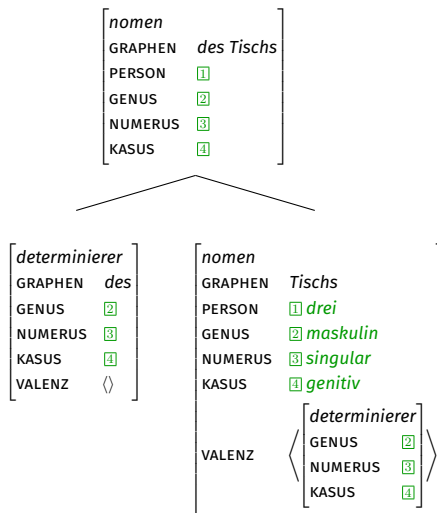 nomen
GRAPHEN des Tischs
PERSON 1
GENUS 2
NUMERUS 3
KASUS 4
determinierer
GRAPHEN des
GENUS 2
NUMERUS 3
KASUS 4
VALENZ ⟨⟩
nomen
GRAPHEN Tischs
PERSON 1 drei
GENUS 2 maskulin
NUMERUS 3 singular
KASUS 4 genitiv
VALENZ
determinierer
GENUS 2
NUMERUS 3
KASUS 4